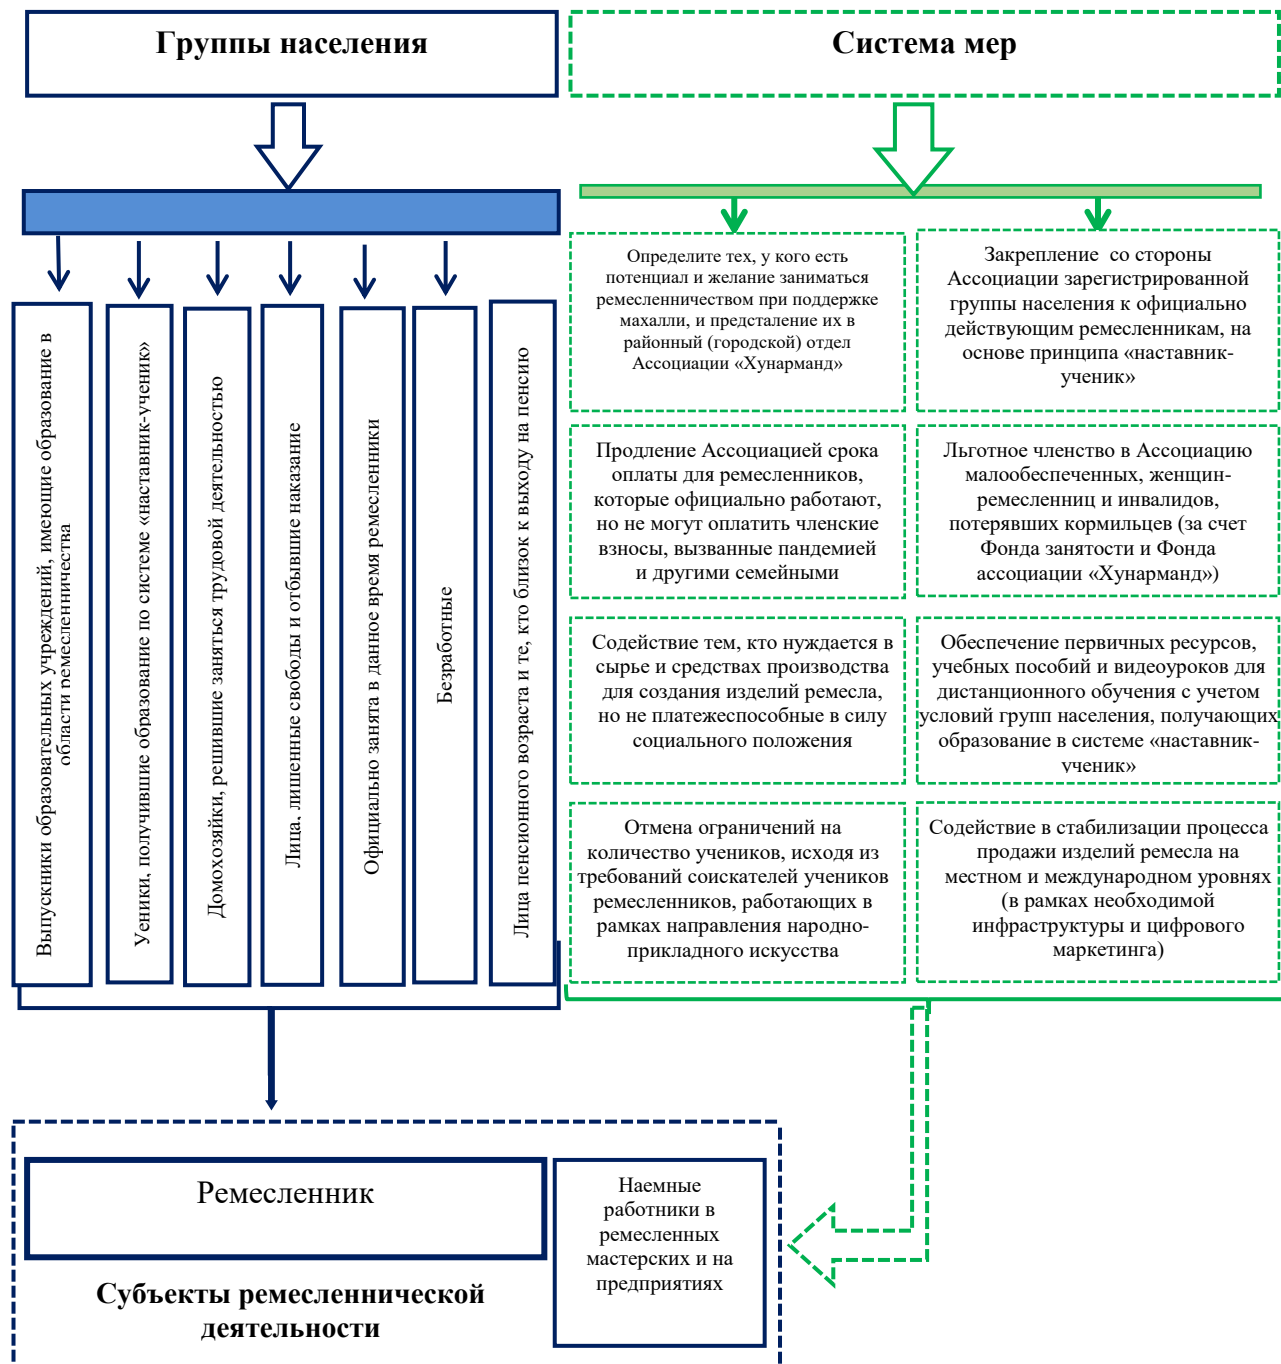 Группы населения
Система мер
Выпускники образовательных учреждений, имеющие образование в
области ремесленничества
Уеники, получившие образование по системе «наставник-ученик»
Домохозяйки, решившие заняться трудовой деятельностью
Лица, лишенные свободы и отбывшие наказание
Официально занята в данное время ремесленники
Безработные
Лица пенсионного возраста и те, кто близок к выходу на пенсию
Определите тех, у кого есть
потенциал и желание заниматься
ремесленничеством при поддержке
махалли, и предсталение их в
районный (городской) отдел
Ассоциации «Хунарманд»
Закрепление со стороны
Ассоциации зарегистрированной
группы населения к официально
действующим ремесленникам, на
основе принципа «наставник-
ученик»
Продление Ассоциацией срока
оплаты для ремесленников,
которые официально работают,
но не могут оплатить членские
взносы, вызванные пандемией
и другими семейными
Льготное членство в Ассоциацию
малообеспеченных, женщин-
ремесленниц и инвалидов,
потерявших кормильцев (за счет
Фонда занятости и Фонда
ассоциации «Хунарманд»)
Содействие тем, кто нуждается в
сырье и средствах производства
для создания изделий ремесла,
но не платежеспособные в силу
социального положения
Обеспечение первичных ресурсов,
учебных пособий и видеоуроков для
дистанционного обучения с учетом
условий групп населения, получающих
образование в системе «наставник-
ученик»
Отмена ограничений на
количество учеников, исходя из
требований соискателей учеников
ремесленников, работающих в
рамках направления народно-
прикладного искусства
Содействие в стабилизации процесса
продажи изделий ремесла на
местном и международном уровнях
(в рамках необходимой
инфраструктуры и цифрового
маркетинга)
Ремесленник
Наемные
работники в
ремесленных
мастерских и на
предприятиях
Субъекты ремесленнической
деятельности